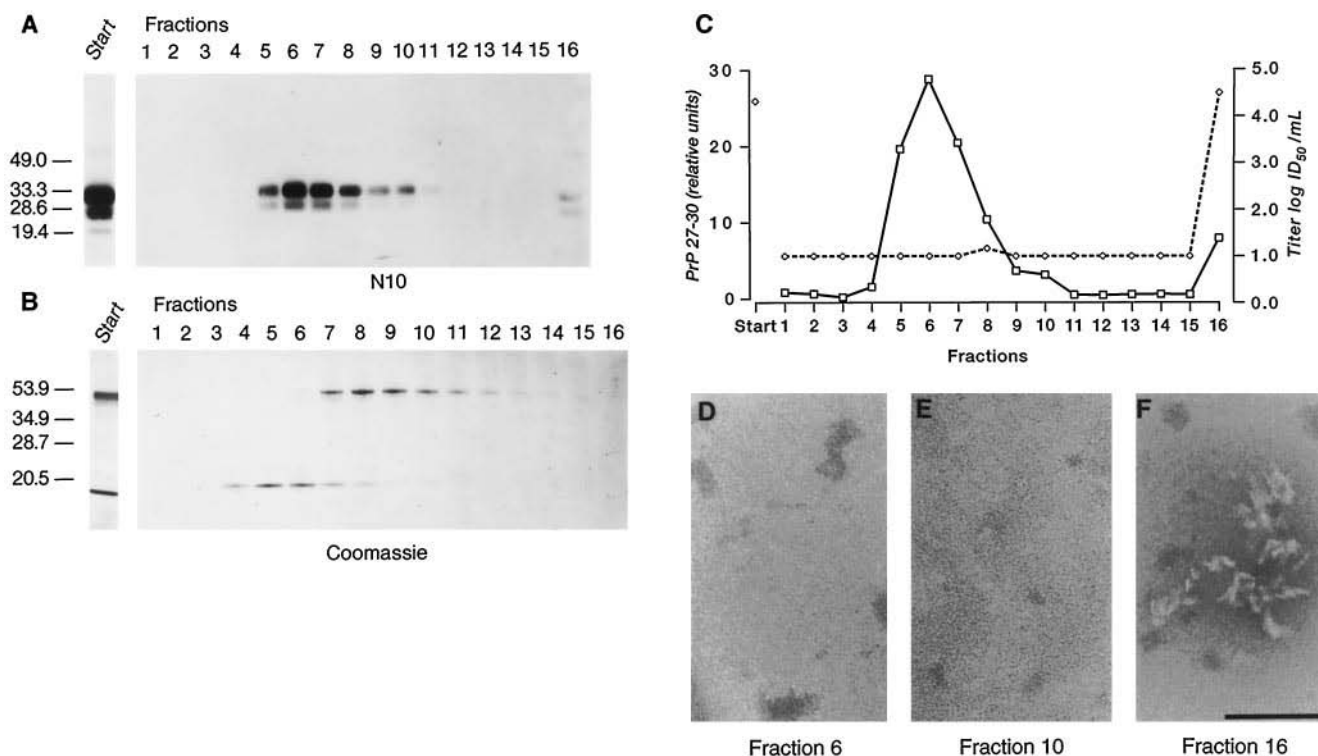 A
Start
Fractions
1 2 3 4 5 6 7 8 9 10 11 12 13 14 15 16
49.0
33.3
28.6
19.4
N10
B
Start
Fractions
1 2 3 4 5 6 7 8 9 10 11 12 13 14 15 16
53.9
34.9
28.7
20.5
Coomassie
C
PrP 27-30 (relative units)
30
20
10
0
5.0
4.0
3.0
2.0
1.0
0.0
Titer log ID50/mL
Start 1 2 3 4 5 6 7 8 9 10 11 12 13 14 15 16
Fractions
D
E
F
Fraction 6
Fraction 10
Fraction 16